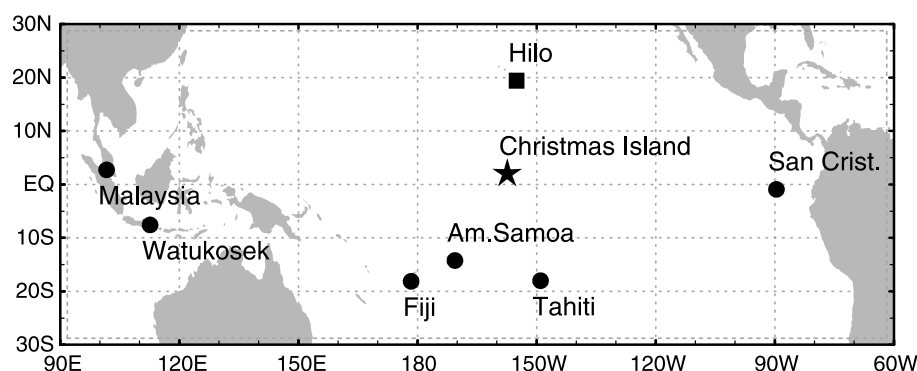 30N
Hilo
20N
10N
Christmas Island
San Crist.
EQ
Malaysia
Am.Samoa
Watukosek
10S
20S
Fiji
Tahiti
30S
90E 120E 150E 180 150W 120W 90W 60W